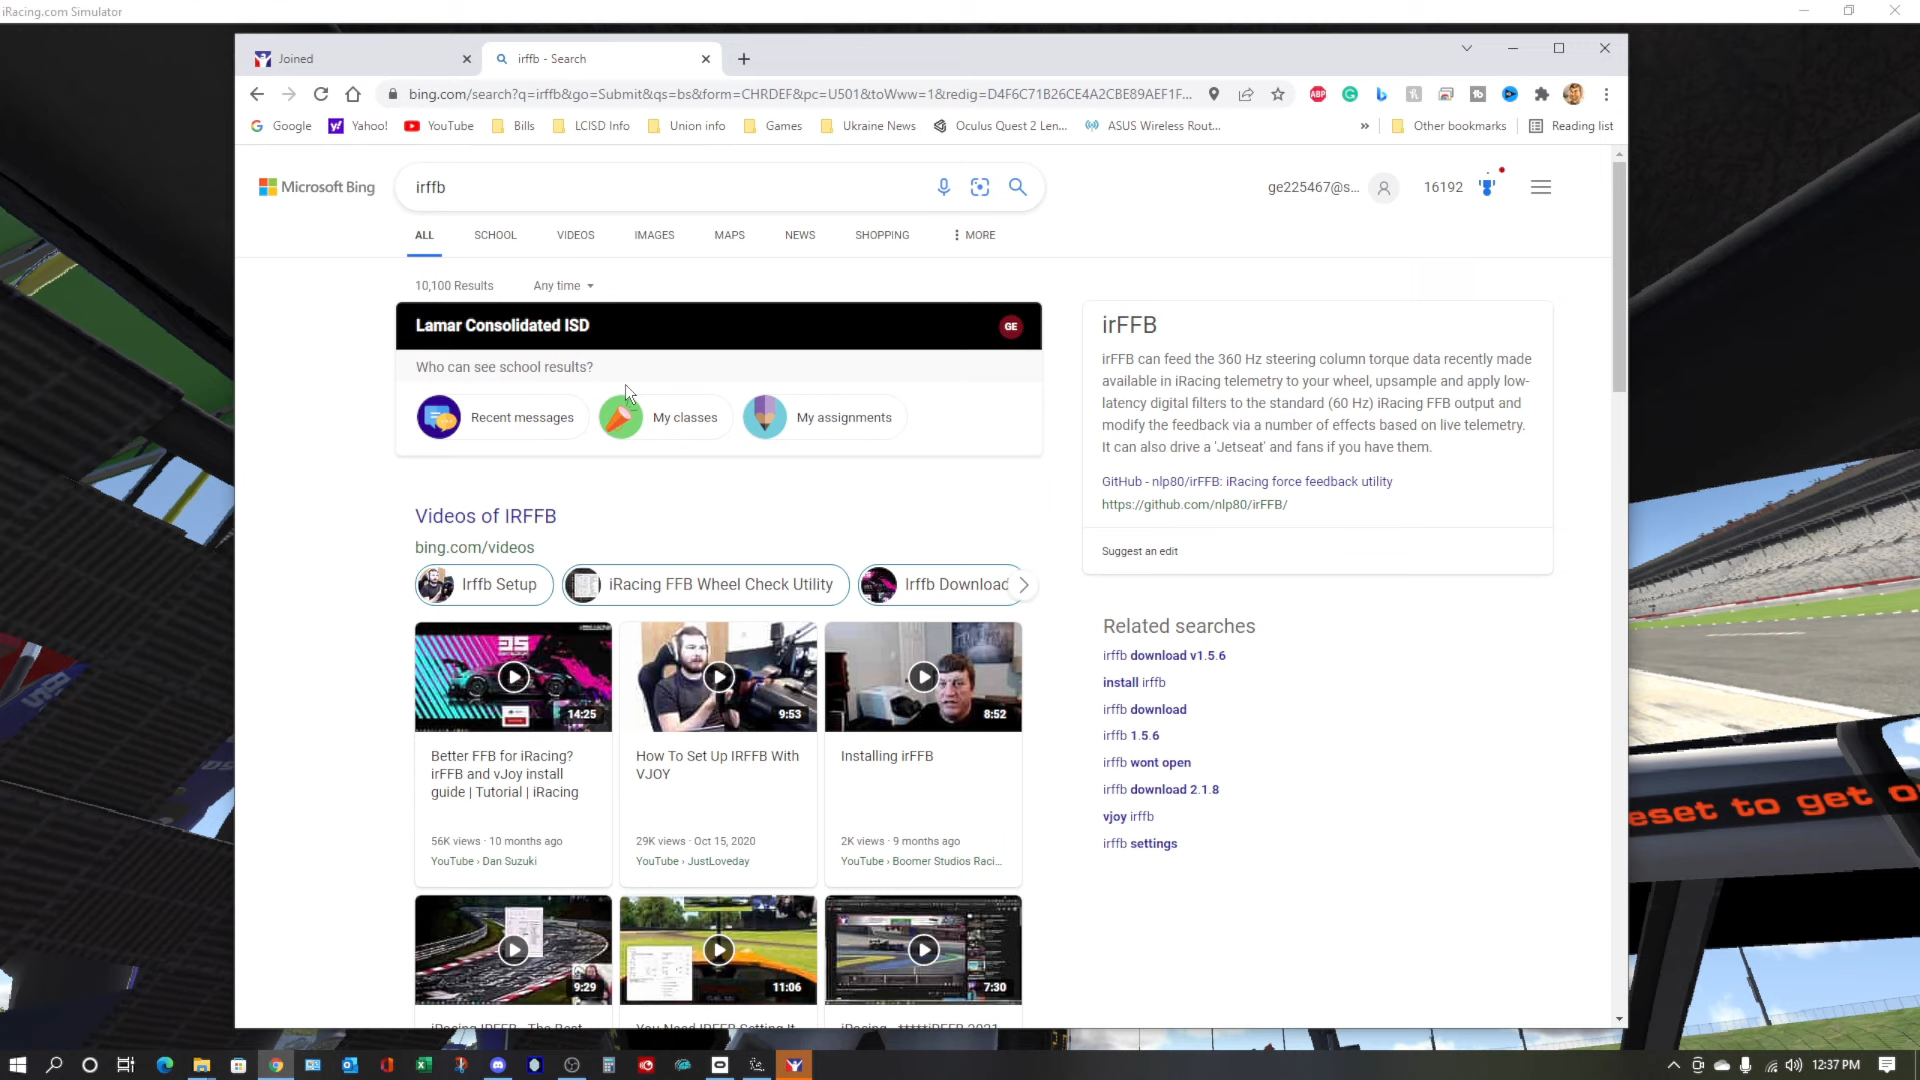 iRacing.com Simulator
Joined
irffb - Search
bing.com/search?q=irffb&go=Submit&qs=bs&form=CHRDEF&pc=U501&toWww=1&redig=D4F6C71B26CE4A2CBE89AEF1F...
Google
Yahoo!
YouTube
Bills
LCISD Info
Union info
Games
Ukraine News
Oculus Quest 2 Len...
ASUS Wireless Rout...
»
Other bookmarks
Reading list
Microsoft Bing
irffb
ge225467@s...
16192
ALL
SCHOOL
VIDEOS
IMAGES
MAPS
NEWS
SHOPPING
MORE
10,100 Results
Any time
Lamar Consolidated ISD
GE
Who can see school results?
Recent messages
My classes
My assignments
Videos of IRFFB
bing.com/videos
Irffb Setup
iRacing FFB Wheel Check Utility
Irffb Download
14:25
9:53
8:52
Better FFB for iRacing?
irFFB and vJoy install
guide | Tutorial | iRacing
56K views · 10 months ago
YouTube › Dan Suzuki
How To Set Up IRFFB With
VJOY
29K views · Oct 15, 2020
YouTube › JustLoveday
Installing irFFB
2K views · 9 months ago
YouTube › Boomer Studios Raci...
9:29
11:06
7:30
iRacing IRFFB - The Best
You Need IRFFB Setting It
iRacing - *****iRFFB 2021
irFFB
irFFB can feed the 360 Hz steering column torque data recently made
available in iRacing telemetry to your wheel, upsample and apply low-
latency digital filters to the standard (60 Hz) iRacing FFB output and
modify the feedback via a number of effects based on live telemetry.
It can also drive a 'Jetseat' and fans if you have them.
GitHub - nlp80/irFFB: iRacing force feedback utility
https://github.com/nlp80/irFFB/
Suggest an edit
Related searches
irffb download v1.5.6
install irffb
irffb download
irffb 1.5.6
irffb wont open
irffb download 2.1.8
vjoy irffb
irffb settings
eset to get o
12:37 PM